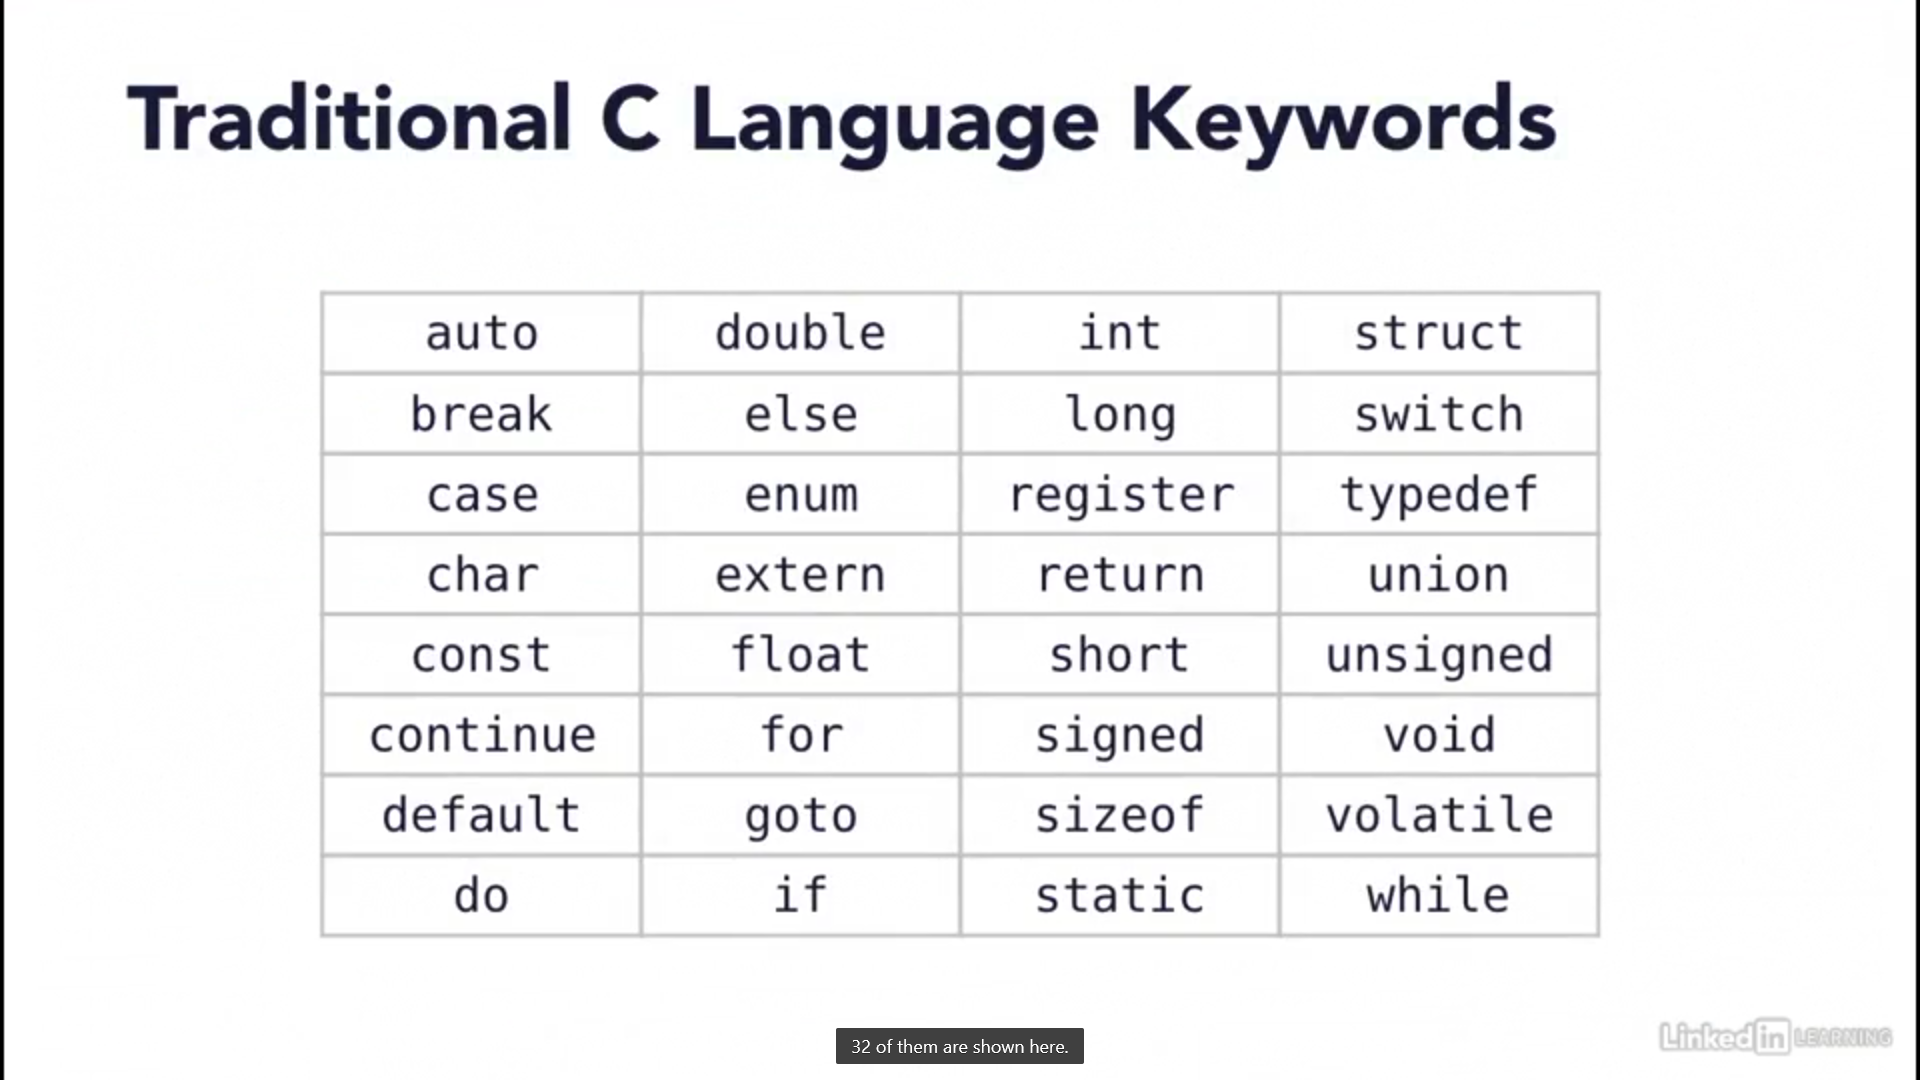 Traditional C Language Keywords
auto double int struct
break else long switch
case enum register typedef
char extern return union
const float short unsigned
continue for signed void
default goto sizeof volatile
do if static while
32 of them are shown here.
Linked in LEARNING